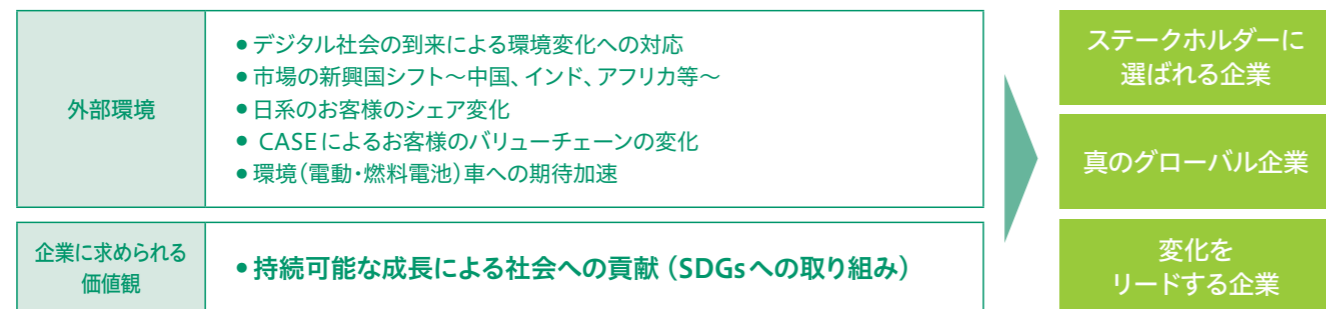 外部環境
●デジタル社会の到来による環境変化への対応
●市場の新興国シフト～中国、インド、アフリカ等～
●日系のお客様のシェア変化
● CASEによるお客様のバリューチェーンの変化
●環境（電動・燃料電池）車への期待加速
企業に求められる
価値観
●持続可能な成長による社会への貢献（SDGsへの取り組み）
ステークホルダーに
選ばれる企業
真のグローバル企業
変化を
リードする企業